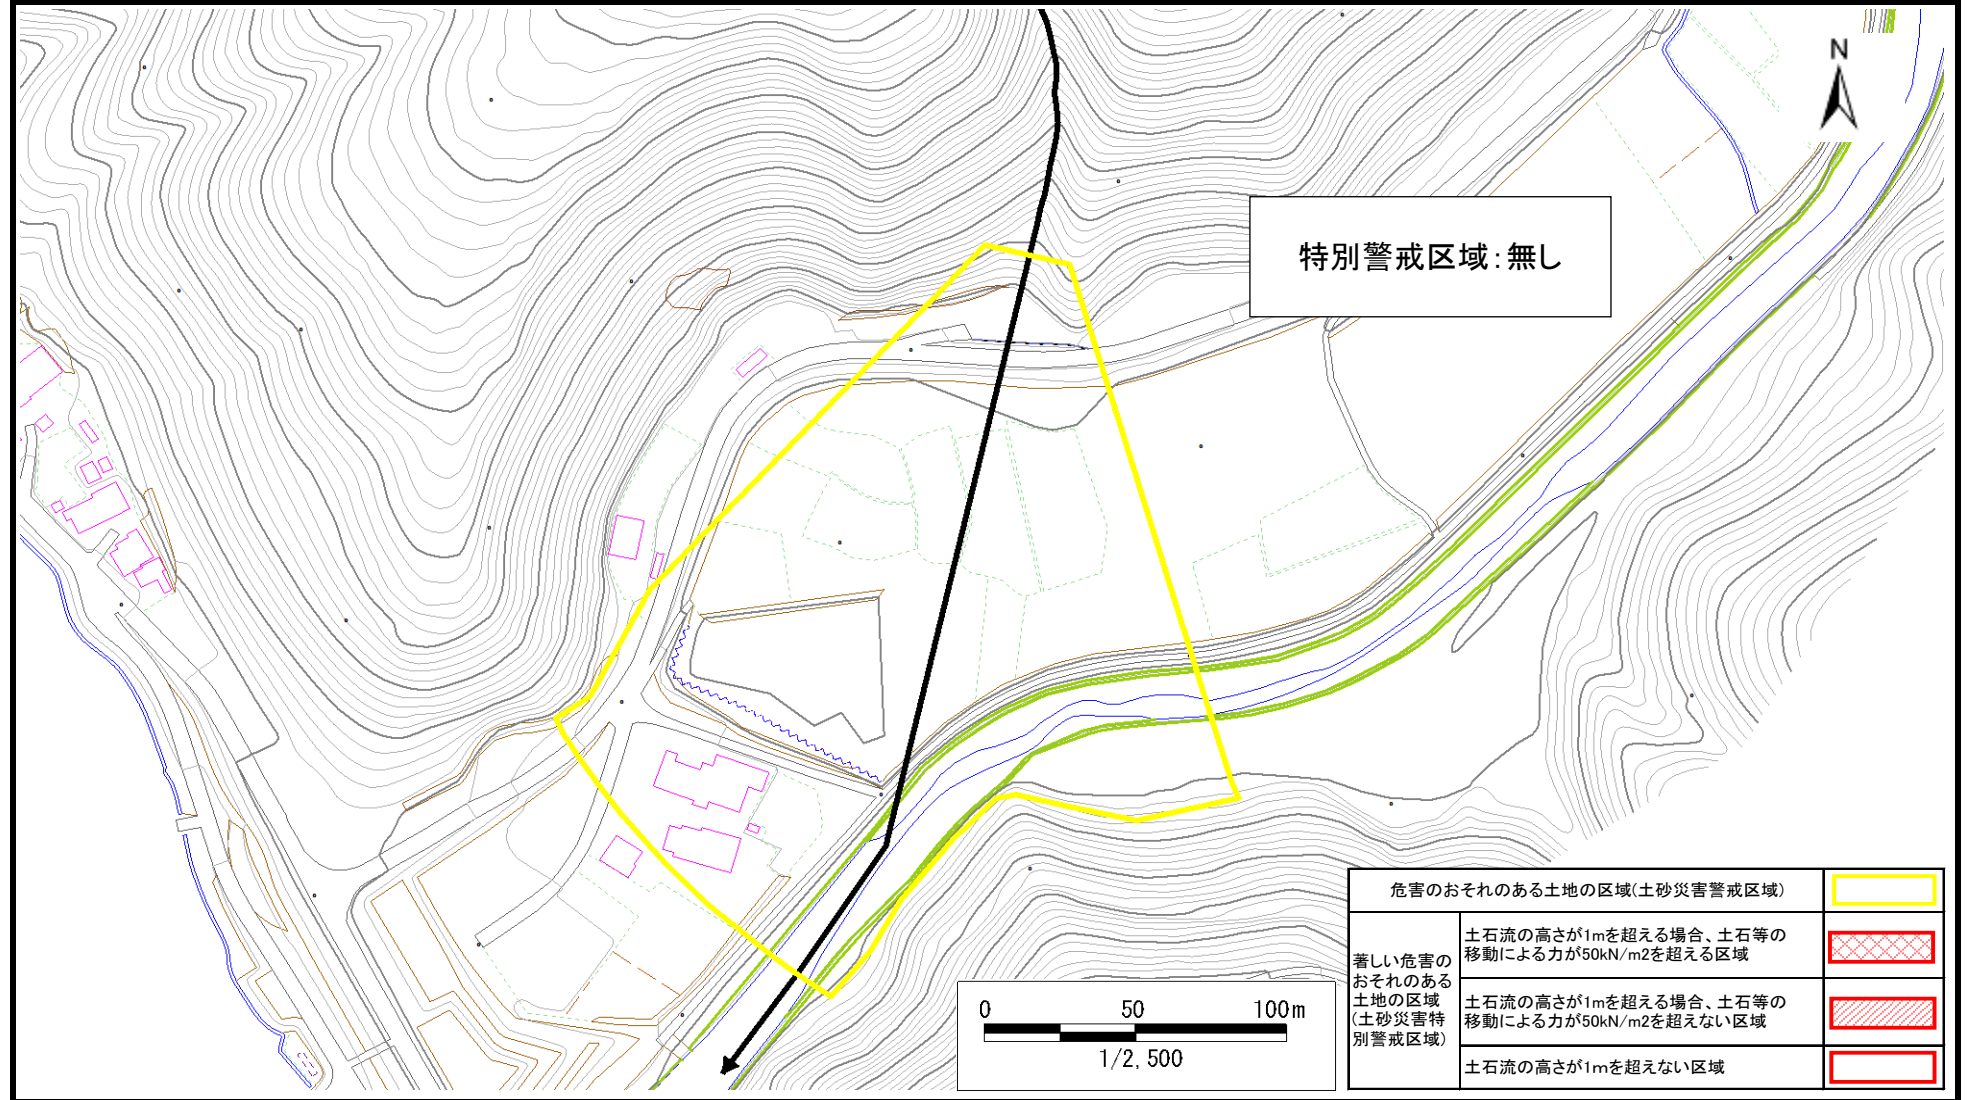 N
特別警戒区域：無し
危害のおそれのある土地の区域(土砂災害警戒区域)
著しい危害の
おそれのある
土地の区域
(土砂災害特
別警戒区域)
土石流の高さが1mを超える場合、土石等の
移動による力が50kN/m2を超える区域
土石流の高さが1mを超える場合、土石等の
移動による力が50kN/m2を超えない区域
土石流の高さが1mを超えない区域
0 50 100m
1/2,500